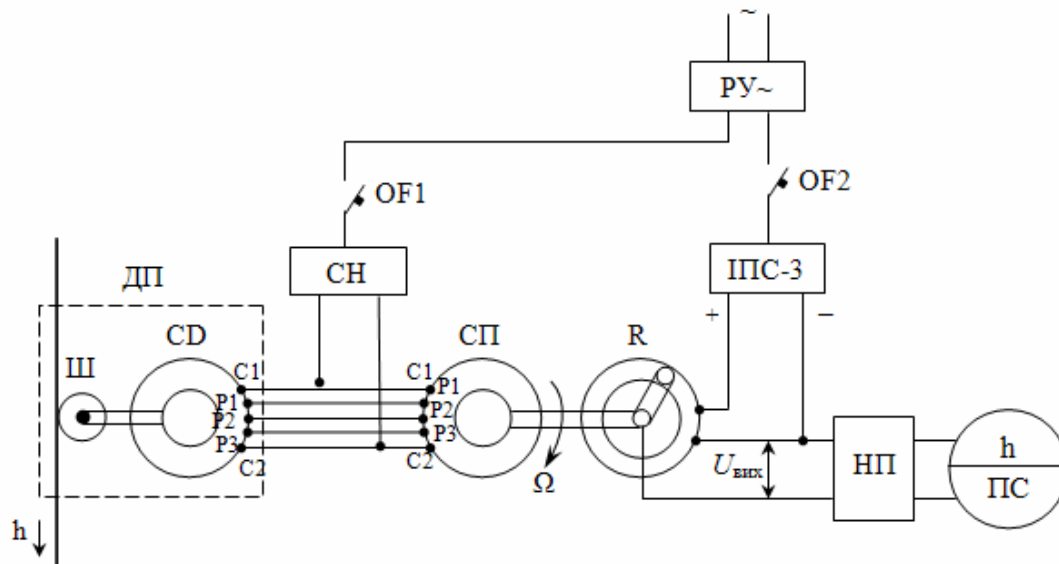 ~
РУ~
OF1
OF2
СН
ІПС-3
ДП
+
−
Ш
CD
СП
R
C1
C1
P1
P1
P2
P2
P3
P3
C2
C2
Ω
Uвих
НП
h
ПС
h